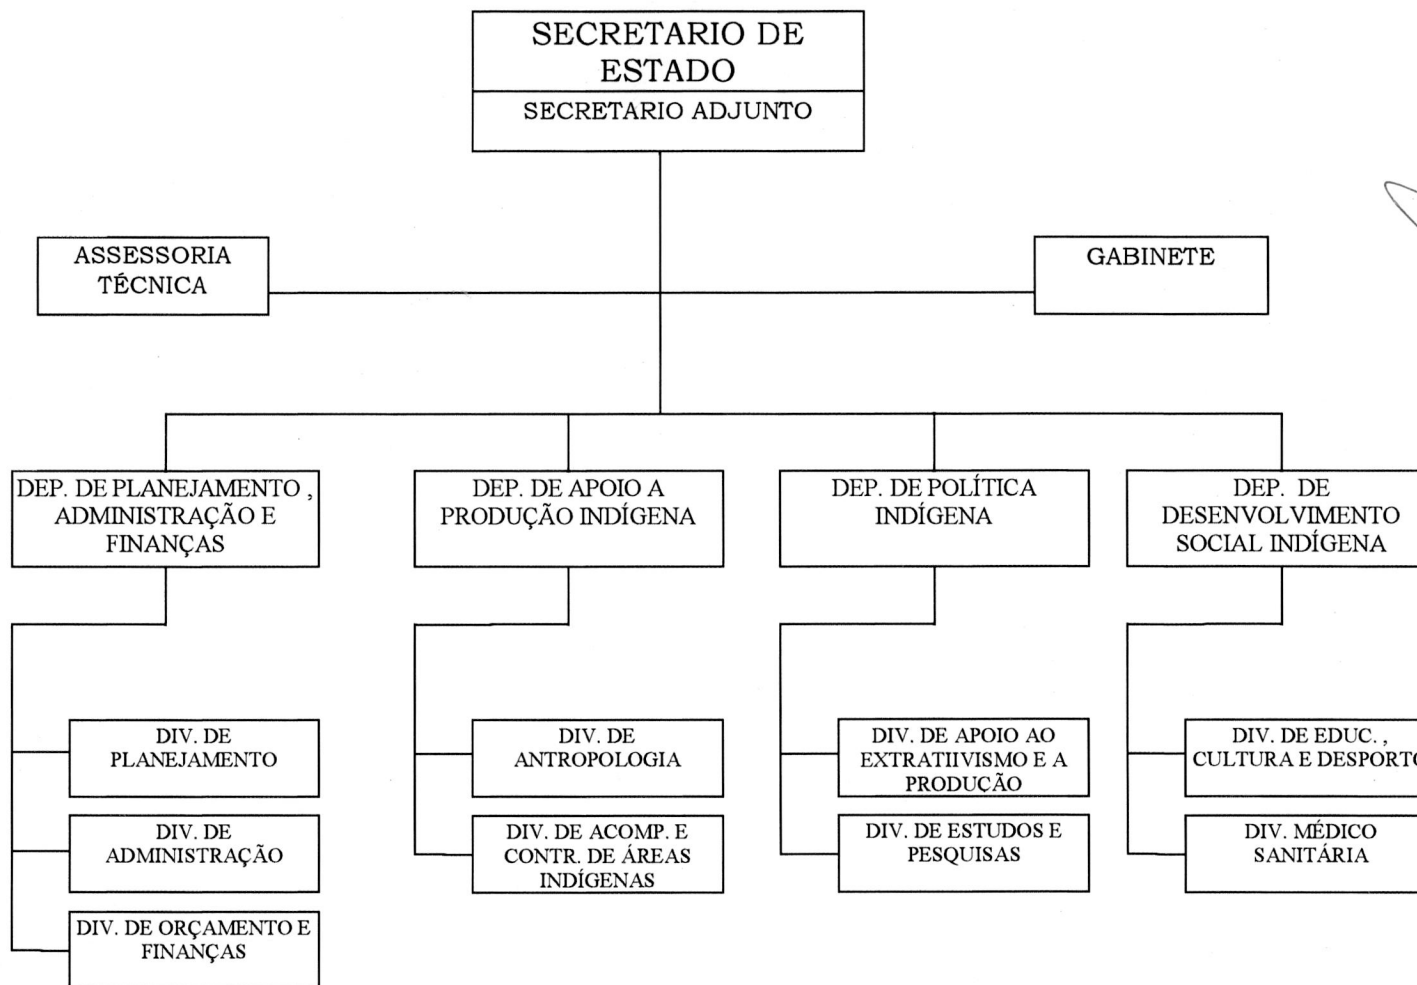 SECRETARIO DE
ESTADO
SECRETARIO ADJUNTO
ASSESSORIA
TÉCNICA
GABINETE
DEP. DE PLANEJAMENTO ,
ADMINISTRAÇÃO E
FINANÇAS
DEP. DE APOIO A
PRODUÇÃO INDÍGENA
DEP. DE POLÍTICA
INDÍGENA
DEP. DE
DESENVOLVIMENTO
SOCIAL INDÍGENA
DIV. DE
PLANEJAMENTO
DIV. DE
ANTROPOLOGIA
DIV. DE APOIO AO
EXTRATIIVISMO E A
PRODUÇÃO
DIV. DE EDUC. ,
CULTURA E DESPORTO
DIV. DE
ADMINISTRAÇÃO
DIV. DE ACOMP. E
CONTR. DE ÁREAS
INDÍGENAS
DIV. DE ESTUDOS E
PESQUISAS
DIV. MÉDICO
SANITÁRIA
DIV. DE ORÇAMENTO E
FINANÇAS